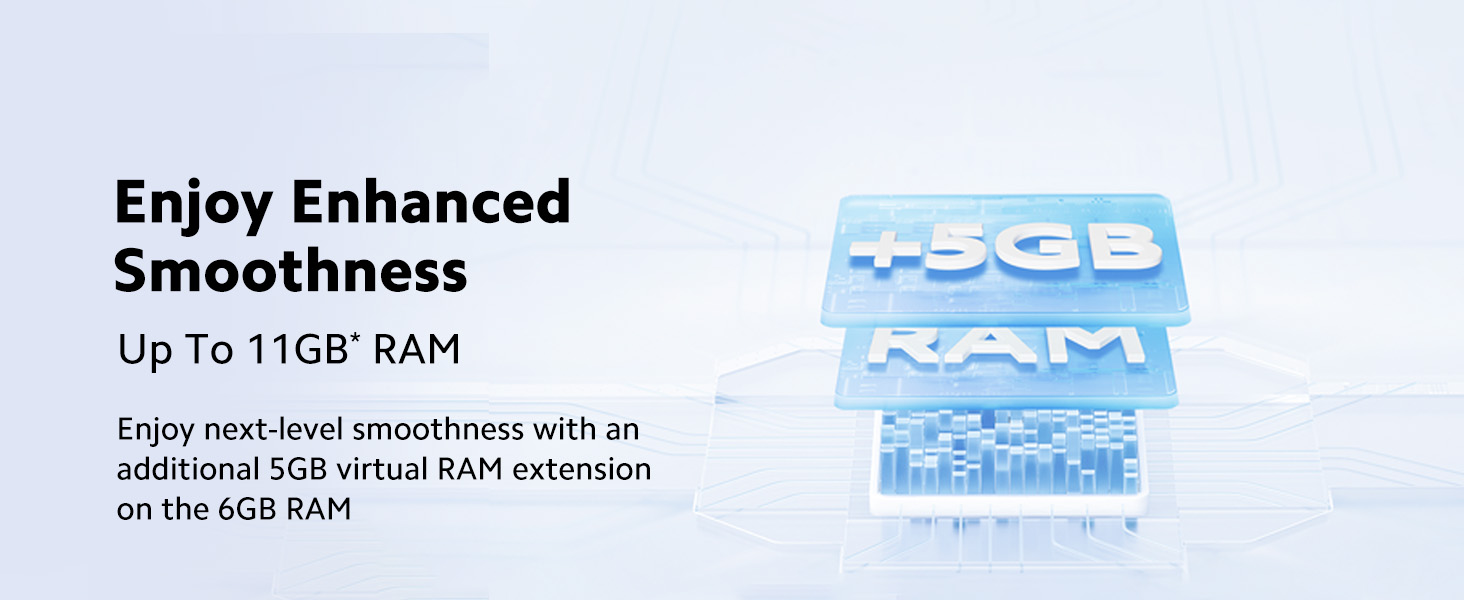 Enjoy Enhanced
Smoothness
Up To 11GB* RAM
Enjoy next-level smoothness with an
additional 5GB virtual RAM extension
on the 6GB RAM
+5GB
RAM